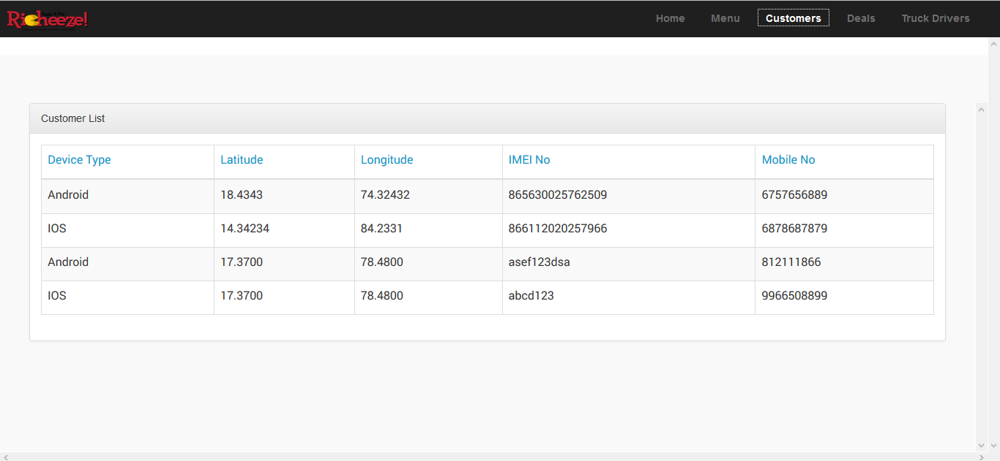 Richeeze!
Home Menu Customers Deals Truck Drivers
Customer List
Device Type Latitude Longitude IMEI No Mobile No
Android 18.4343 74.32432 865630025762509 6757656889
IOS 14.34234 84.2331 866112020257966 6878687879
Android 17.3700 78.4800 asef123dsa 812111866
IOS 17.3700 78.4800 abcd123 9966508899